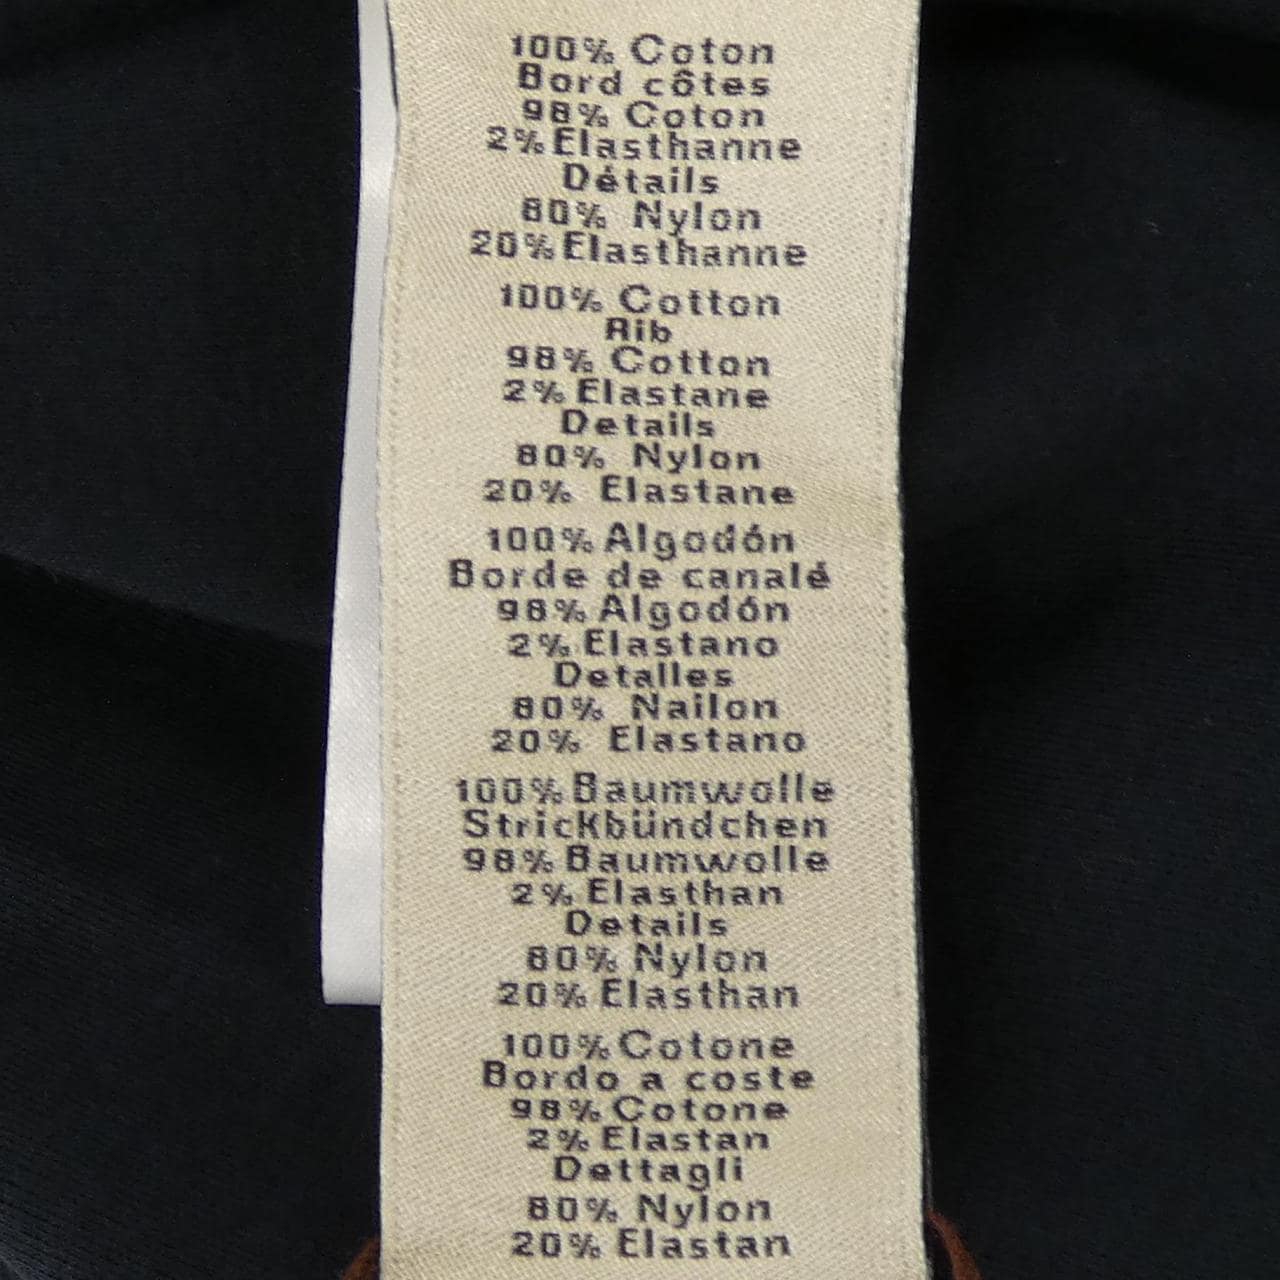 100% Coton
Bord côtes
98% Coton
2% Elasthanne
Détails
80% Nylon
20% Elasthanne
100% Cotton
Rib
98% Cotton
2% Elastane
Details
80% Nylon
20% Elastane
100% Algodón
Borde de canalé
98% Algodón
2% Elastano
Detalles
80% Nailon
20% Elastano
100% Baumwolle
Strickbündchen
98% Baumwolle
2% Elasthan
Details
80% Nylon
20% Elasthan
100% Cotone
Bordo a coste
98% Cotone
2% Elastan
Dettagli
80% Nylon
20% Elastan